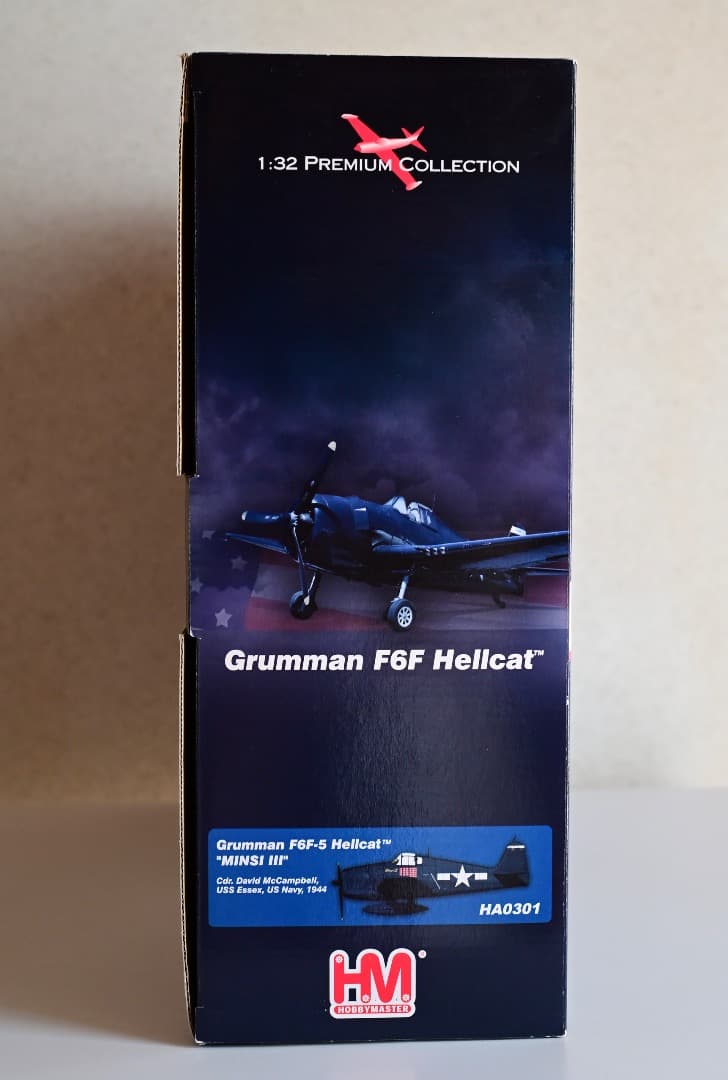 1:32 PREMIUM COLLECTION
Grumman F6F Hellcat™
Grumman F6F-5 Hellcat™
"MINSI III"
Cdr. David McCampbell,
USS Essex, US Navy, 1944
HA0301
HM®
HOBBYMASTER